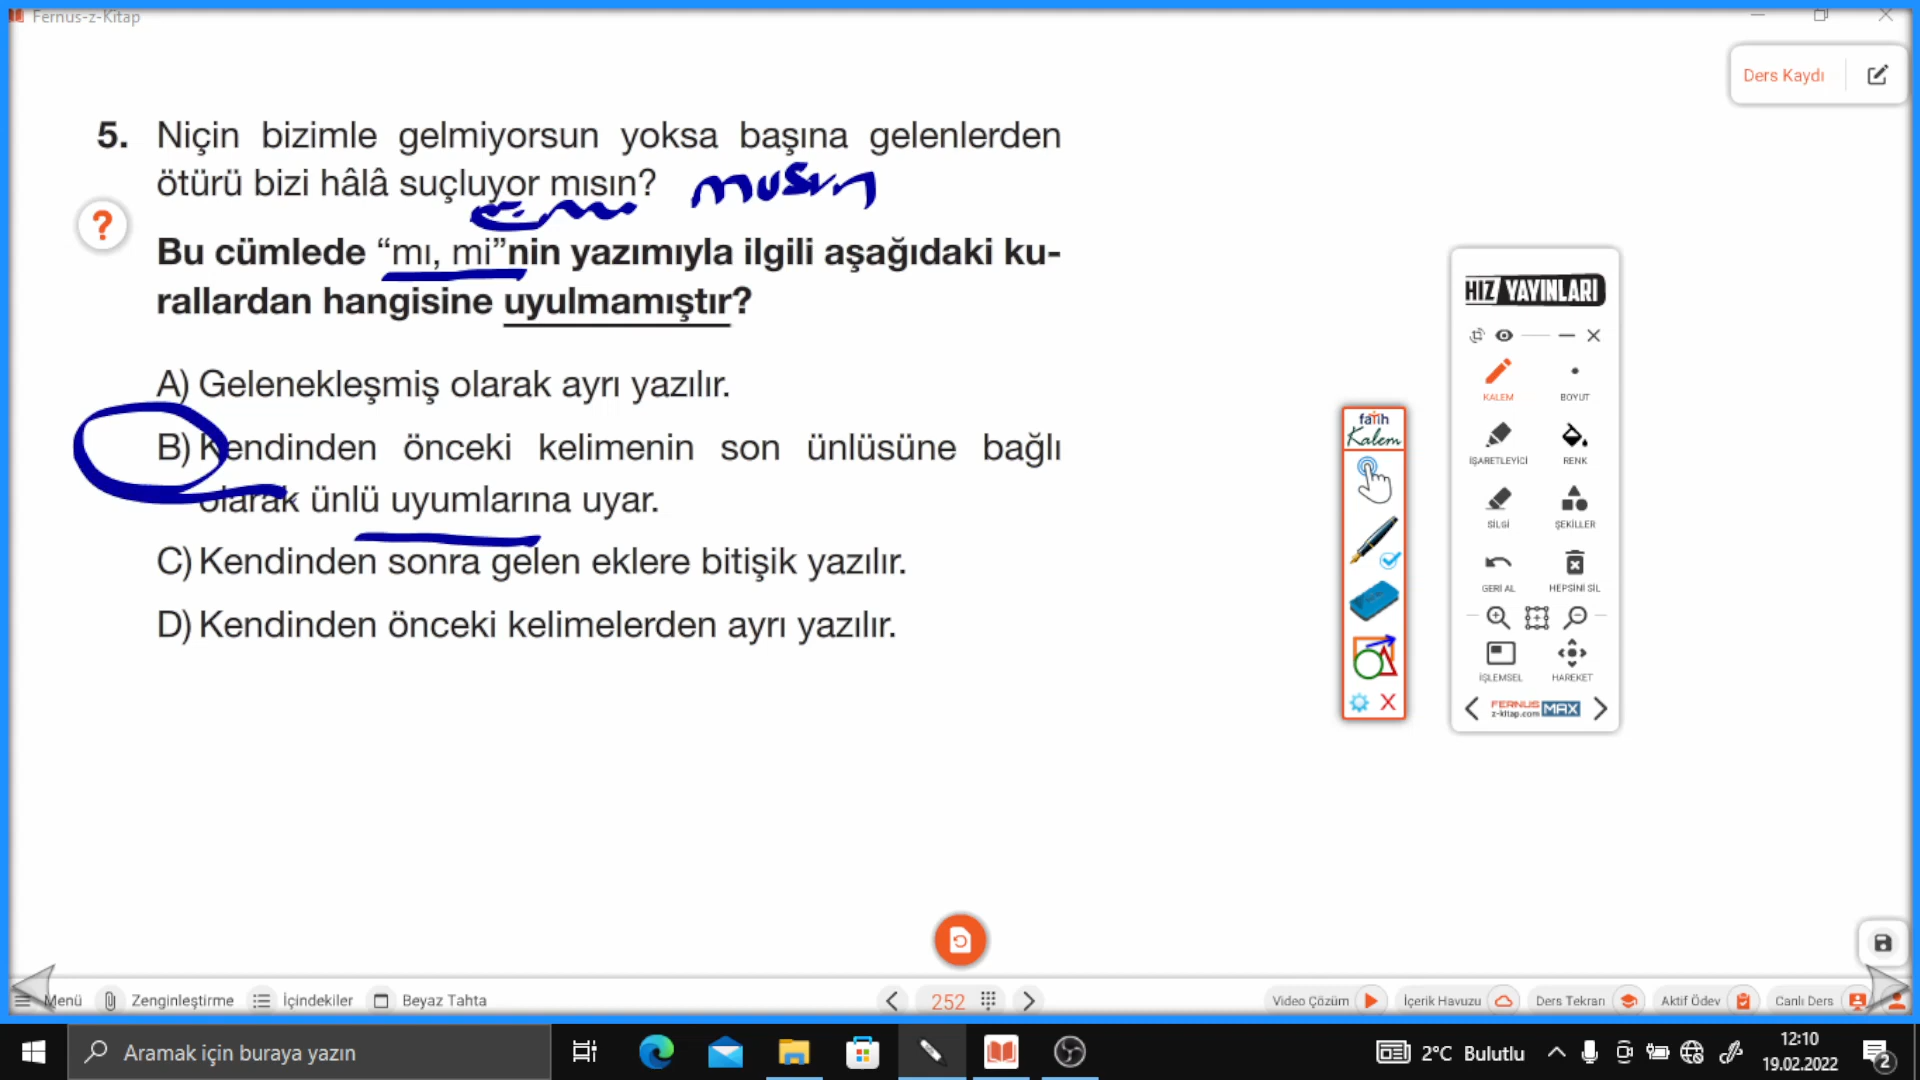 Fernus-z-Kitap
Ders Kaydı
5. Niçin bizimle gelmiyorsun yoksa başına gelenlerden
ötürü bizi hâlâ suçluyor mısın? musun
?
Bu cümlede “mı, mi”nin yazımıyla ilgili aşağıdaki ku-
rallardan hangisine uyulmamıştır?
A) Gelenekleşmiş olarak ayrı yazılır.
B) Kendinden önceki kelimenin son ünlüsüne bağlı
olarak ünlü uyumlarına uyar.
C) Kendinden sonra gelen eklere bitişik yazılır.
D) Kendinden önceki kelimelerden ayrı yazılır.
fatih
Kalem
HIZ YAYINLARI
KALEM BOYUT
İŞARETLEYİCİ RENK
SİLGİ ŞEKİLLER
GERİ AL HEPSİNİ SİL
İŞLEMSEL HAREKET
FERNUS
z-kitap.com MAX
Menü Zenginleştirme İçindekiler Beyaz Tahta 252 Video Çözüm İçerik Havuzu Ders Tekrarı Aktif Ödev Canlı Ders
Aramak için buraya yazın 2°C Bulutlu 12:10
19.02.2022 2